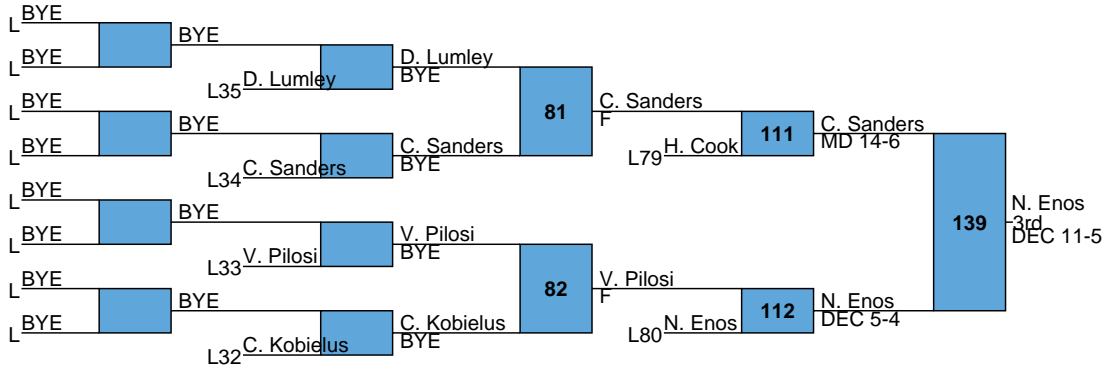 L BYE
BYE
L BYE
D. Lumley
BYE
L35 D. Lumley
L BYE
BYE
L BYE
C. Sanders
BYE
L34 C. Sanders
81
C. Sanders
F
L79 H. Cook
111
C. Sanders
MD 14-6
L BYE
BYE
L BYE
V. Pilosi
BYE
L33 V. Pilosi
L BYE
BYE
L BYE
C. Kobielus
BYE
L32 C. Kobielus
82
V. Pilosi
F
L80 N. Enos
112
N. Enos
DEC 5-4
139
N. Enos
3rd
DEC 11-5